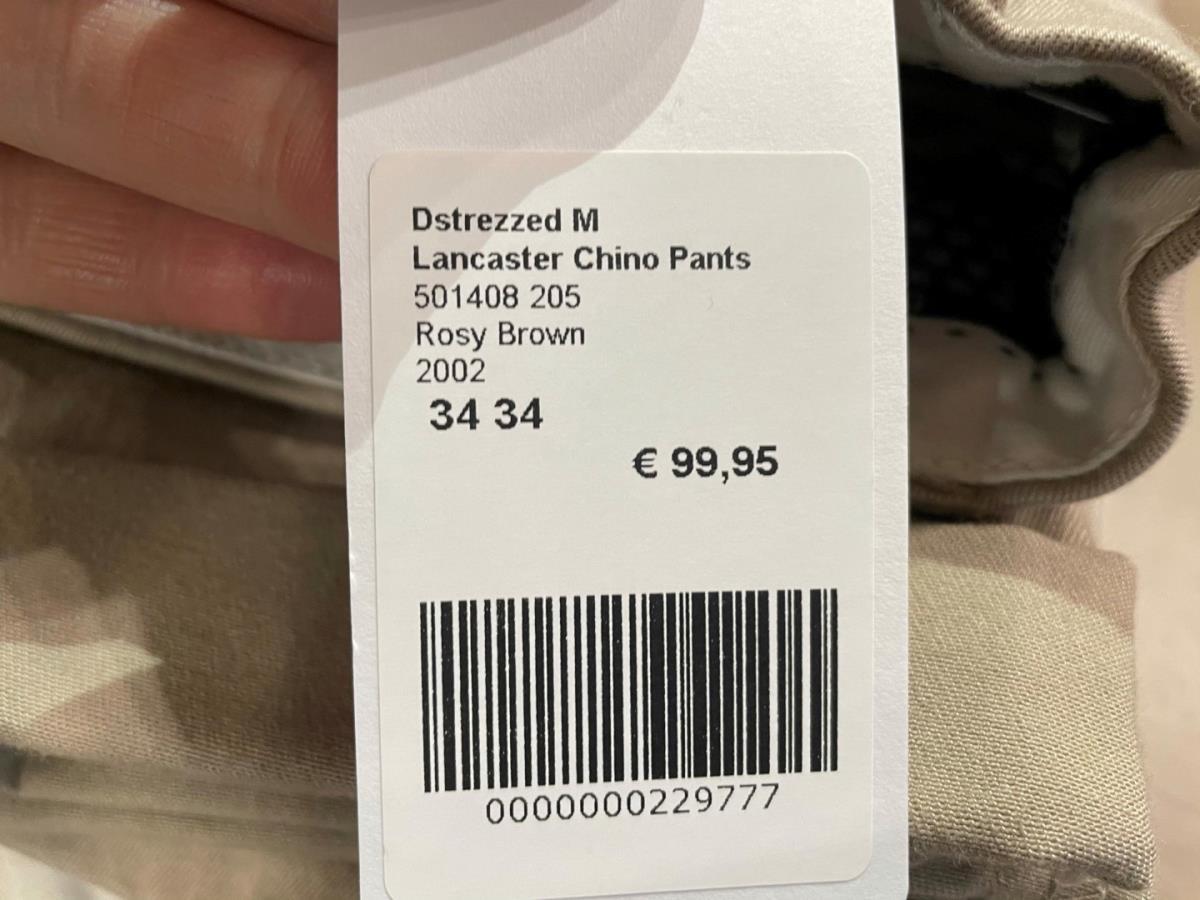 Dstrezzed M
Lancaster Chino Pants
501408 205
Rosy Brown
2002
34 34
€ 99,95
0000000229777